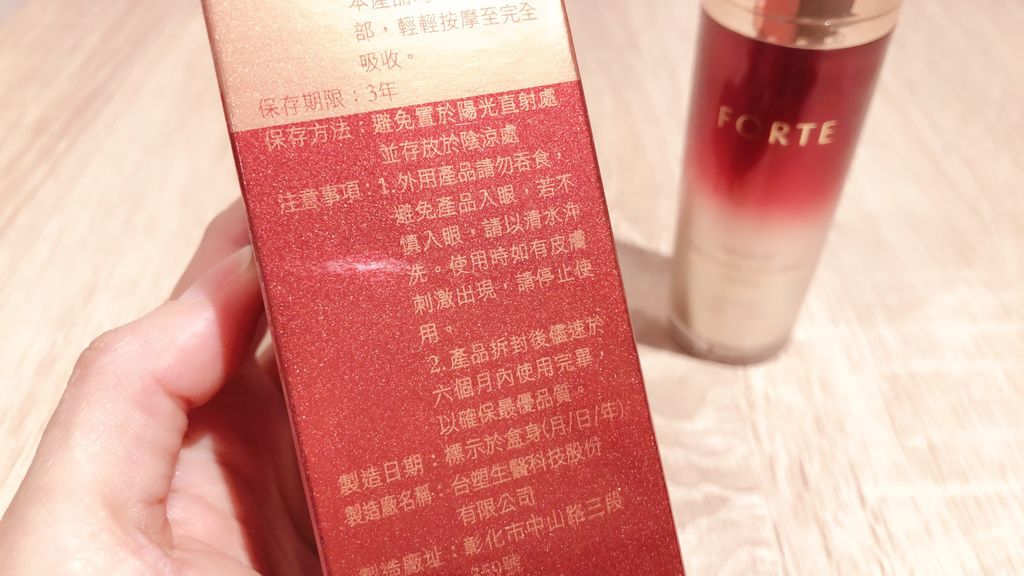 部，輕輕按摩至完全
吸收。
保存期限：3年
保存方法：避免置於陽光直射處
並存放於陰涼處
注意事項：1.外用產品請勿吞食，
避免產品入眼，若不
慎入眼，請以清水沖
洗。使用時如有皮膚
刺激出現，請停止使
用。
2.產品拆封後儘速於
六個月內使用完畢，
以確保最優品質。
製造日期：標示於盒身(月/日/年)
製造廠名稱：台塑生醫科技股份
有限公司
製造廠址：彰化市中山路三段
359號
FORTE